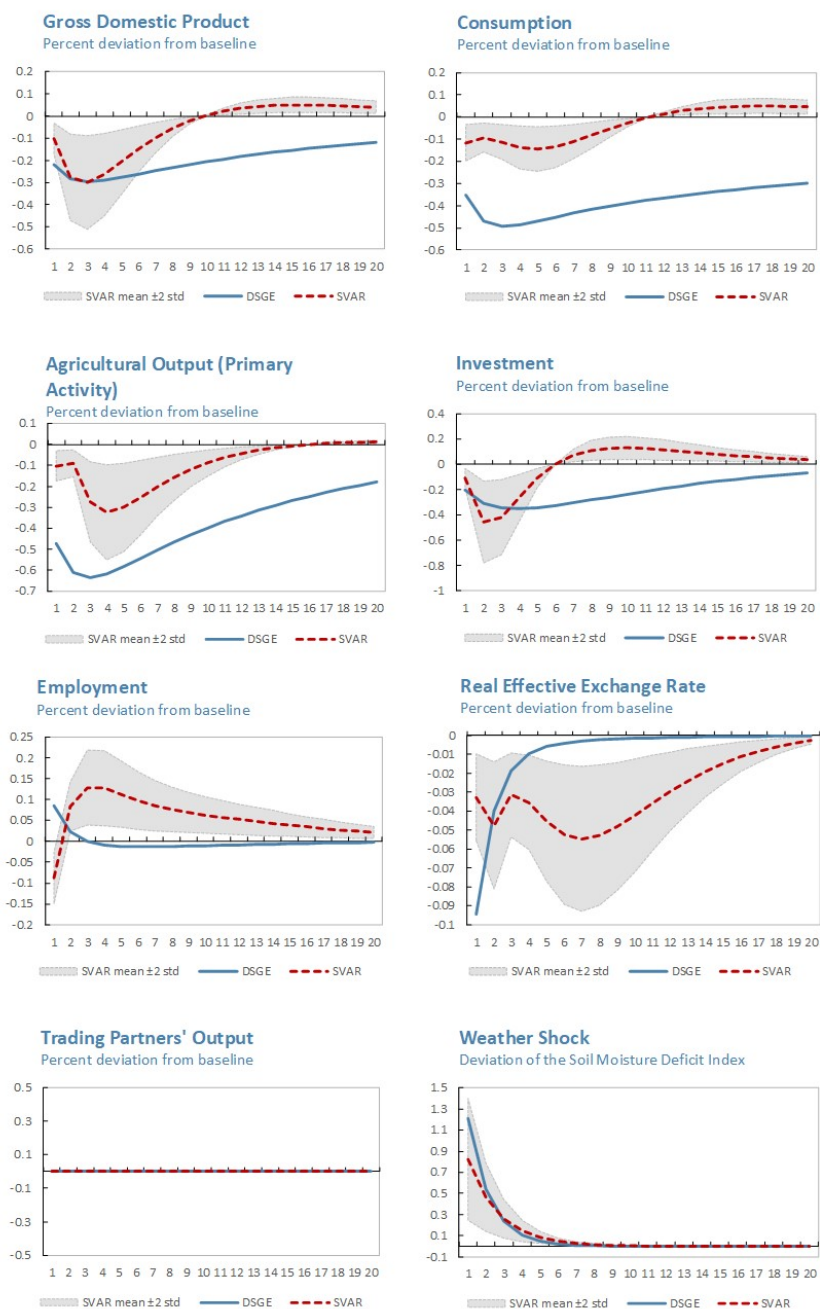 Gross Domestic Product
Percent deviation from baseline
0.2
0.1
0
-0.1
-0.2
-0.3
-0.4
-0.5
-0.6
1 2 3 4 5 6 7 8 9 10 11 12 13 14 15 16 17 18 19 20
SVAR mean ±2 std DSGE SVAR
Consumption
Percent deviation from baseline
0.2
0.1
0
-0.1
-0.2
-0.3
-0.4
-0.5
-0.6
1 2 3 4 5 6 7 8 9 10 11 12 13 14 15 16 17 18 19 20
SVAR mean ±2 std DSGE SVAR
Agricultural Output (Primary
Activity)
Percent deviation from baseline
0.1
0
-0.1
-0.2
-0.3
-0.4
-0.5
-0.6
-0.7
1 2 3 4 5 6 7 8 9 10 11 12 13 14 15 16 17 18 19 20
SVAR mean ±2 std DSGE SVAR
Investment
Percent deviation from baseline
0.4
0.2
0
-0.2
-0.4
-0.6
-0.8
-1
1 2 3 4 5 6 7 8 9 10 11 12 13 14 15 16 17 18 19 20
SVAR mean ±2 std DSGE SVAR
Employment
Percent deviation from baseline
0.25
0.2
0.15
0.1
0.05
0
-0.05
-0.1
-0.15
-0.2
1 2 3 4 5 6 7 8 9 10 11 12 13 14 15 16 17 18 19 20
SVAR mean ±2 std DSGE SVAR
Real Effective Exchange Rate
Percent deviation from baseline
0
-0.01
-0.02
-0.03
-0.04
-0.05
-0.06
-0.07
-0.08
-0.09
-0.1
1 2 3 4 5 6 7 8 9 10 11 12 13 14 15 16 17 18 19 20
SVAR mean ±2 std DSGE SVAR
Trading Partners' Output
Percent deviation from baseline
0.5
0.3
0.1
-0.1
-0.3
-0.5
1 2 3 4 5 6 7 8 9 10 11 12 13 14 15 16 17 18 19 20
SVAR mean ±2 std DSGE SVAR
Weather Shock
Deviation of the Soil Moisture Deficit Index
1.5
1.3
1.1
0.9
0.7
0.5
0.3
0.1
-0.1
1 2 3 4 5 6 7 8 9 10 11 12 13 14 15 16 17 18 19 20
SVAR mean ±2 std DSGE SVAR